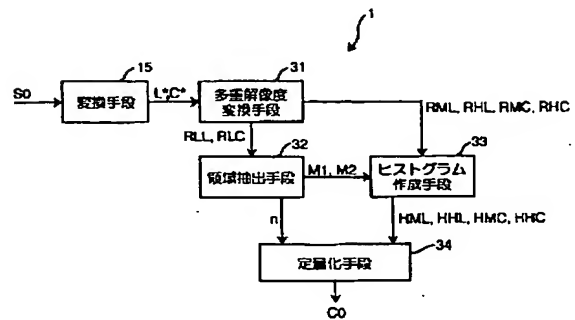 1
15
31
S0
変換手段
L*,C*
多重解像度
変換手段
RML, RHL, RMC, RHC
RLL, RLC
32
33
領域抽出手段
M1, M2
ヒストグラム
作成手段
n
HML, HHL, HMC, HHC
34
定量化手段
C0